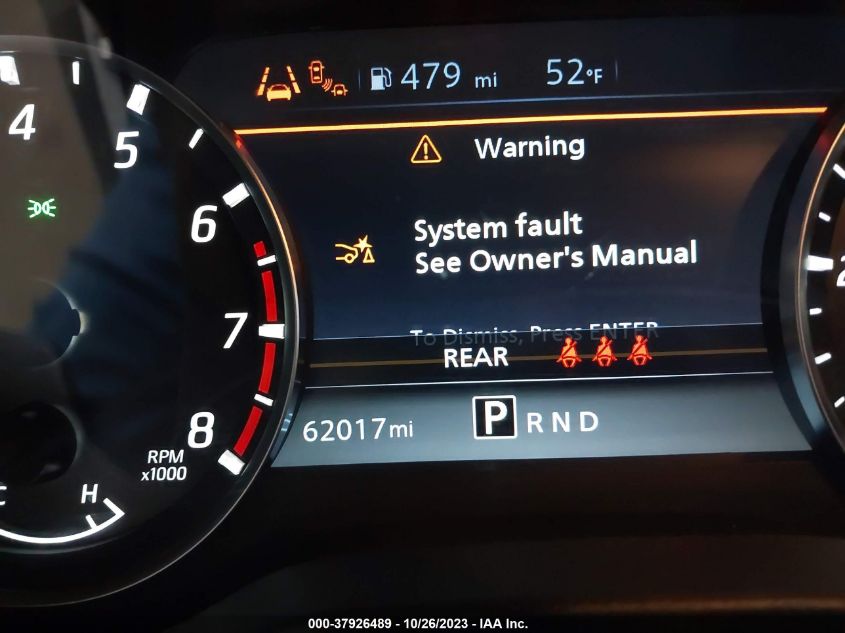 479 mi 52°F
Warning
4
5
6
7
8
RPM
x1000
System fault
See Owner's Manual
To Dismiss, Press ENTER
REAR
62017mi P R N D
C H
2
000-37926489 - 10/26/2023 - IAA Inc.